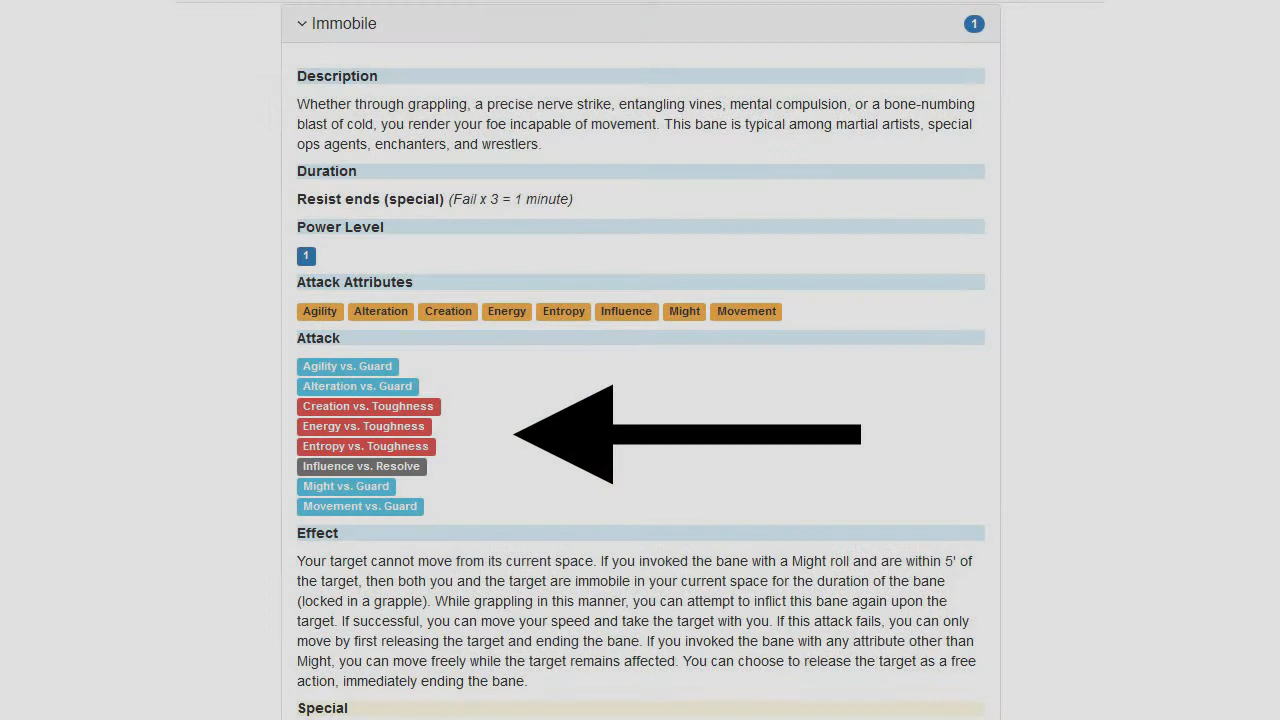 Immobile 1
Description
Whether through grappling, a precise nerve strike, entangling vines, mental compulsion, or a bone-numbing
blast of cold, you render your foe incapable of movement. This bane is typical among martial artists, special
ops agents, enchanters, and wrestlers.
Duration
Resist ends (special) (Fail x 3 = 1 minute)
Power Level
1
Attack Attributes
Agility Alteration Creation Energy Entropy Influence Might Movement
Attack
Agility vs. Guard
Alteration vs. Guard
Creation vs. Toughness
Energy vs. Toughness
Entropy vs. Toughness
Influence vs. Resolve
Might vs. Guard
Movement vs. Guard
Effect
Your target cannot move from its current space. If you invoked the bane with a Might roll and are within 5' of
the target, then both you and the target are immobile in your current space for the duration of the bane
(locked in a grapple). While grappling in this manner, you can attempt to inflict this bane again upon the
target. If successful, you can move your speed and take the target with you. If this attack fails, you can only
move by first releasing the target and ending the bane. If you invoked the bane with any attribute other than
Might, you can move freely while the target remains affected. You can choose to release the target as a free
action, immediately ending the bane.
Special